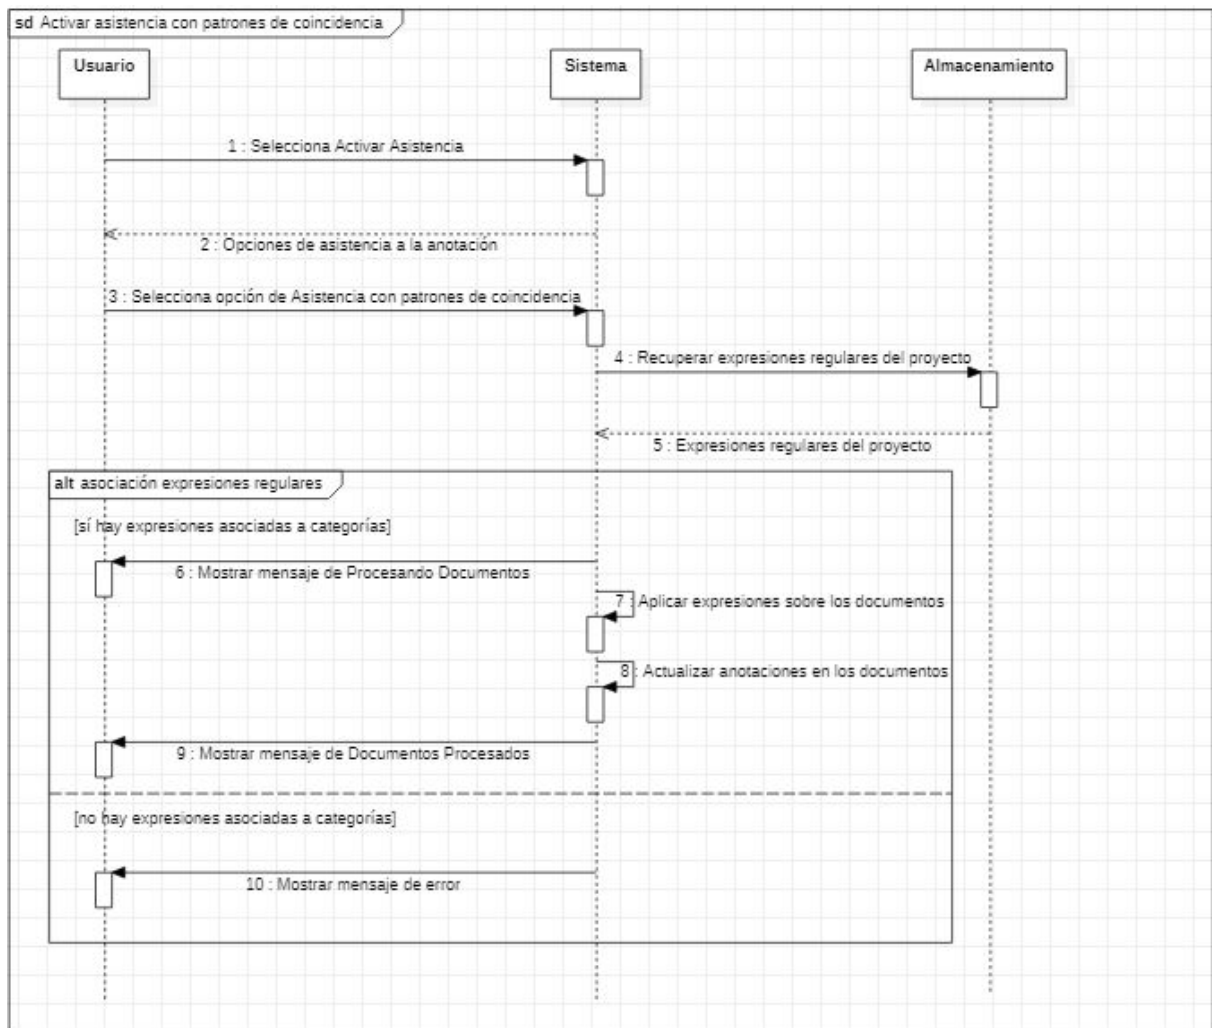 sd Activar asistencia con patrones de coincidencia
Usuario
Sistema
Almacenamiento
1 : Selecciona Activar Asistencia
2 : Opciones de asistencia a la anotación
3 : Selecciona opción de Asistencia con patrones de coincidencia
4 : Recuperar expresiones regulares del proyecto
5 : Expresiones regulares del proyecto
alt asociación expresiones regulares
[sí hay expresiones asociadas a categorías]
6 : Mostrar mensaje de Procesando Documentos
7 : Aplicar expresiones sobre los documentos
8 : Actualizar anotaciones en los documentos
9 : Mostrar mensaje de Documentos Procesados
[no hay expresiones asociadas a categorías]
10 : Mostrar mensaje de error